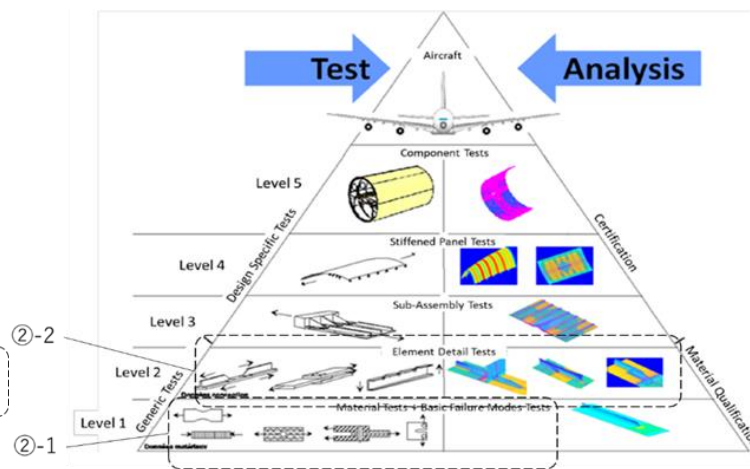 Aircraft
Test
Analysis
Component Tests
Level 5
Design Specific Tests
Certification
Stiffened Panel Tests
Level 4
Sub-Assembly Tests
Level 3
②-2
Element Detail Tests
Level 2
Generic Tests
Material Qualification
Material Tests + Basic Failure Modes Tests
Level 1
②-1